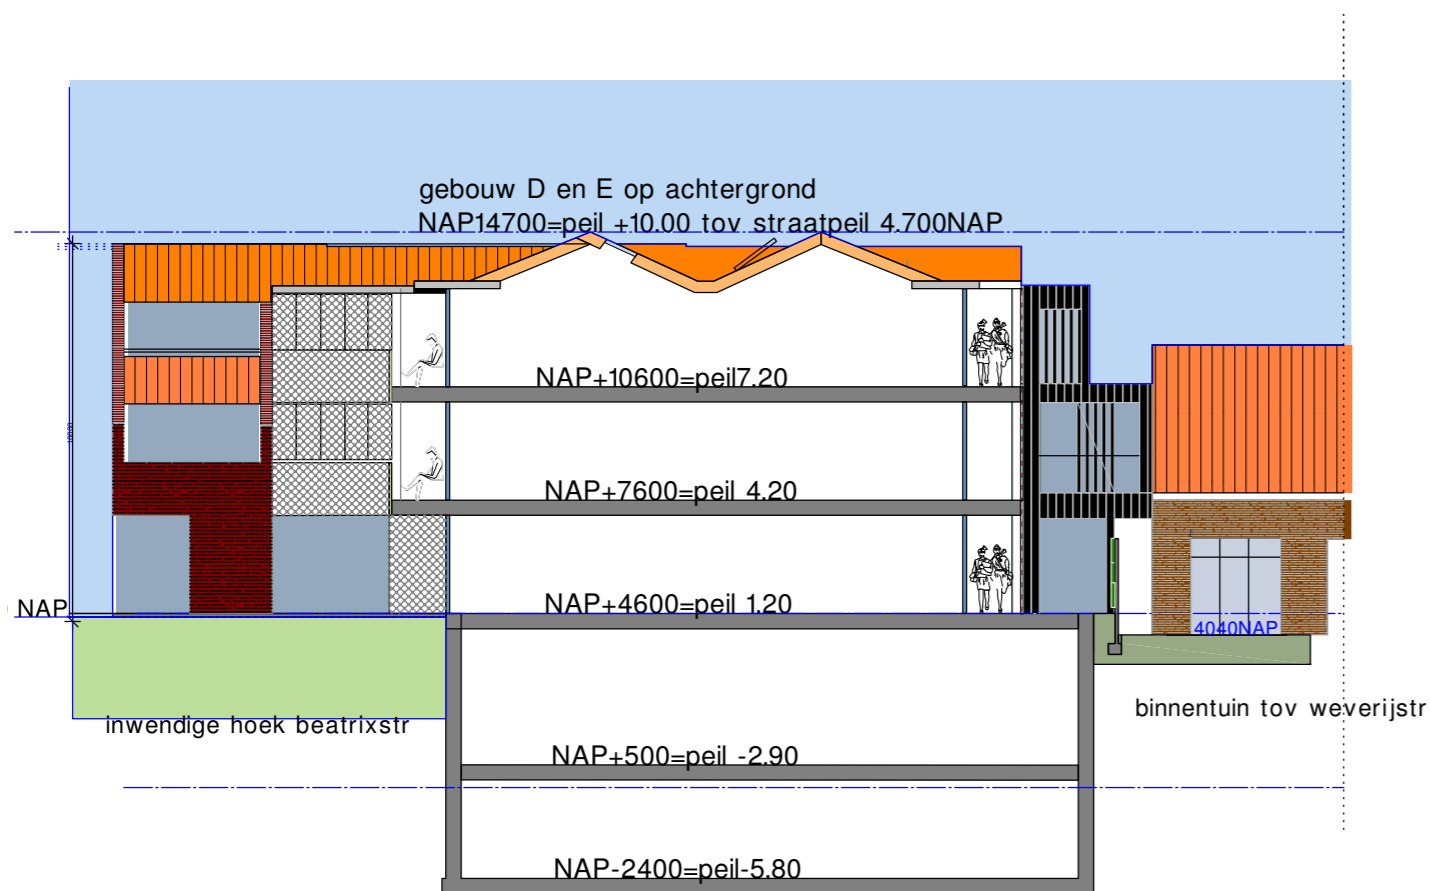 gebouw D en E op achtergrond
NAP14700=peil +10.00 tov straatpeil 4.700NAP
NAP+10600=peil7.20
NAP+7600=peil 4.20
NAP+4600=peil 1.20
NAP
4040NAP
inwendige hoek beatrixstr
binnentuin tov weverijstr
NAP+500=peil -2.90
NAP-2400=peil-5.80